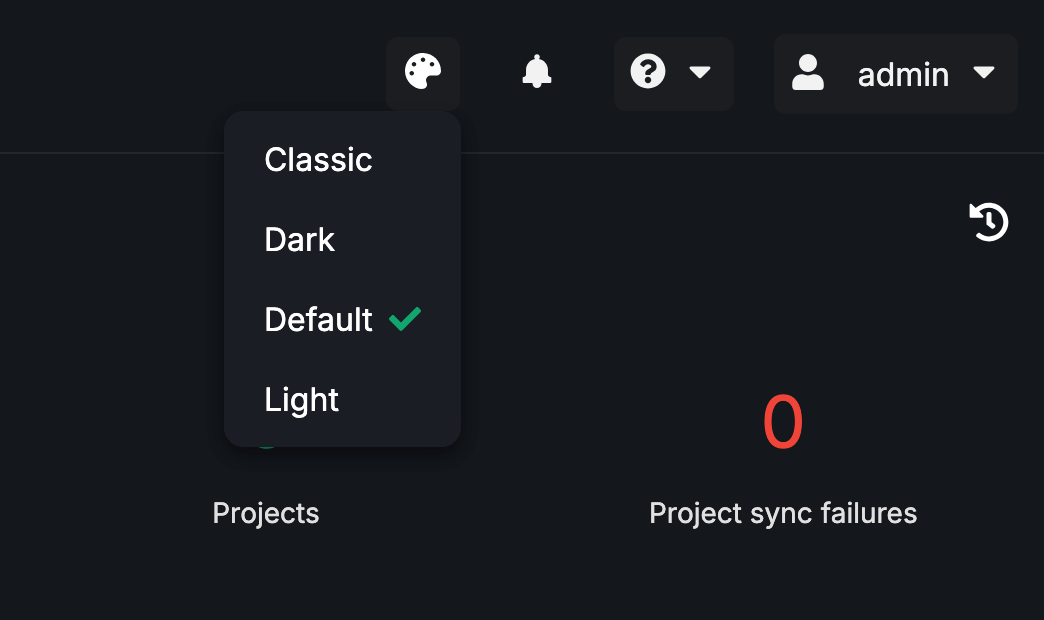 admin
Classic
Dark
Default
Light
0
Projects
Project sync failures